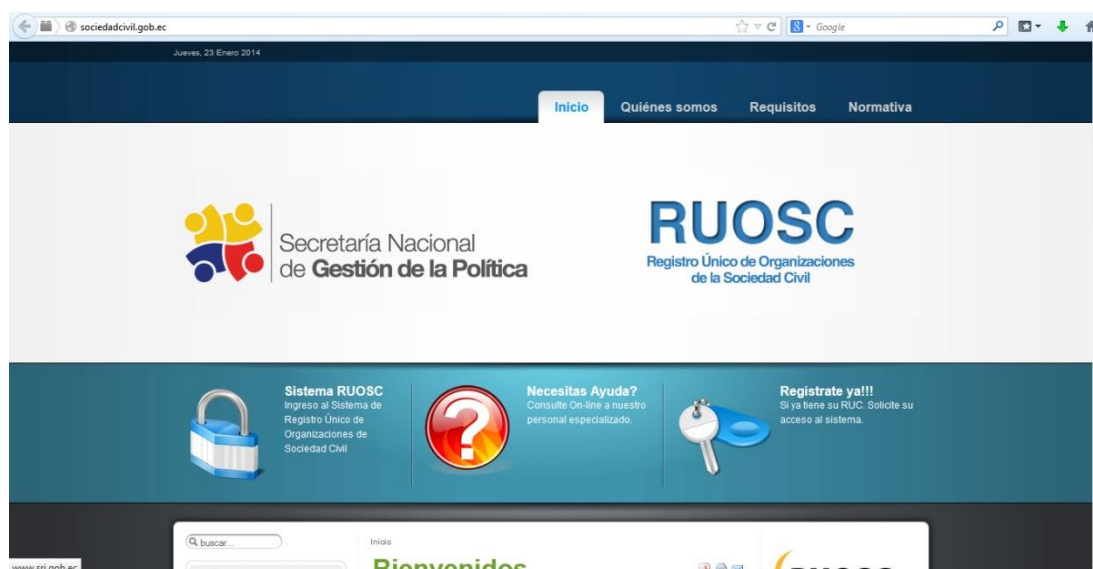 sociedadcivil.gob.ec
Google
Jueves, 23 Enero 2014
Inicio Quiénes somos Requisitos Normativa
Secretaría Nacional
de Gestión de la Política
RUOSC
Registro Único de Organizaciones
de la Sociedad Civil
Sistema RUOSC
Ingreso al Sistema de
Registro Único de
Organizaciones de
Sociedad Civil
Necesitas Ayuda?
Consulte On-line a nuestro
personal especializado.
Registrate ya!!!
Si ya tiene su RUC. Solicite su
acceso al sistema.
buscar...
Inicio
Bienvenidos
www.sri.gob.ec